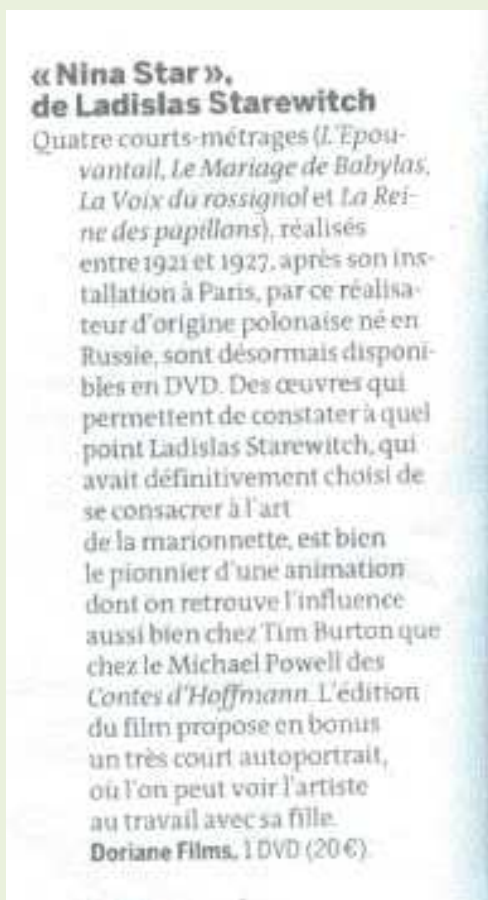 « Nina Star »,
de Ladislas Starewitch
Quatre courts-métrages (L'Epou-
vantail, Le Mariage de Babylas,
La Voix du rossignol et La Rei-
ne des papillons), réalisés
entre 1921 et 1927, après son ins-
tallation à Paris, par ce réalisa-
teur d'origine polonaise né en
Russie, sont désormais disponi-
bles en DVD. Des œuvres qui
permettent de constater à quel
point Ladislas Starewitch, qui
avait définitivement choisi de
se consacrer à l'art
de la marionnette, est bien
le pionnier d'une animation
dont on retrouve l'influence
aussi bien chez Tim Burton que
chez le Michael Powell des
Contes d'Hoffmann. L'édition
du film propose en bonus
un très court autoportrait,
où l'on peut voir l'artiste
au travail avec sa fille.
Doriane Films, 1 DVD (20 €).